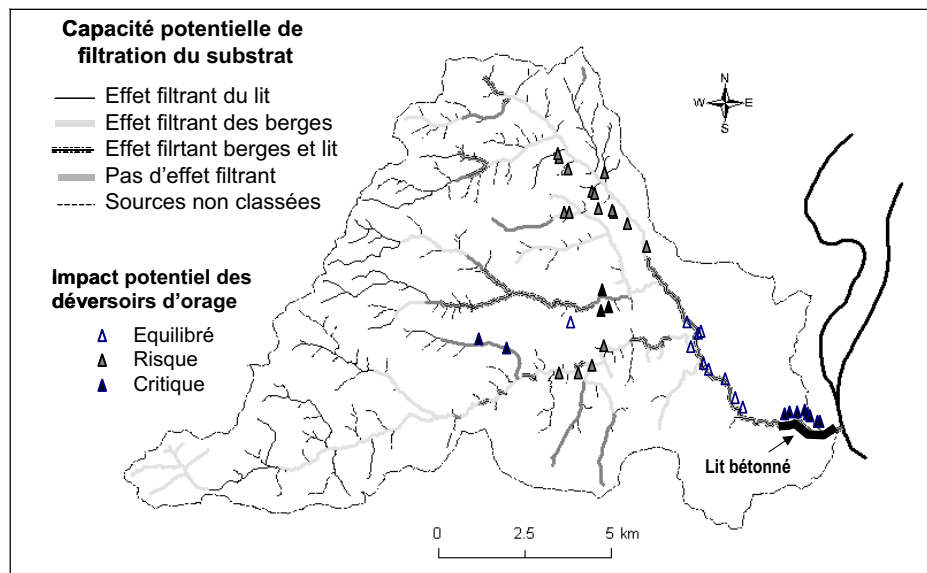 Capacité potentielle de
filtration du substrat
Effet filtrant du lit
Effet filtrant des berges
Effet filrtant berges et lit
Pas d’effet filtrant
Sources non classées
Impact potentiel des
déversoirs d’orage
Equilibré
Risque
Critique
N
W E
S
Lit bétonné
0 2.5 5 km